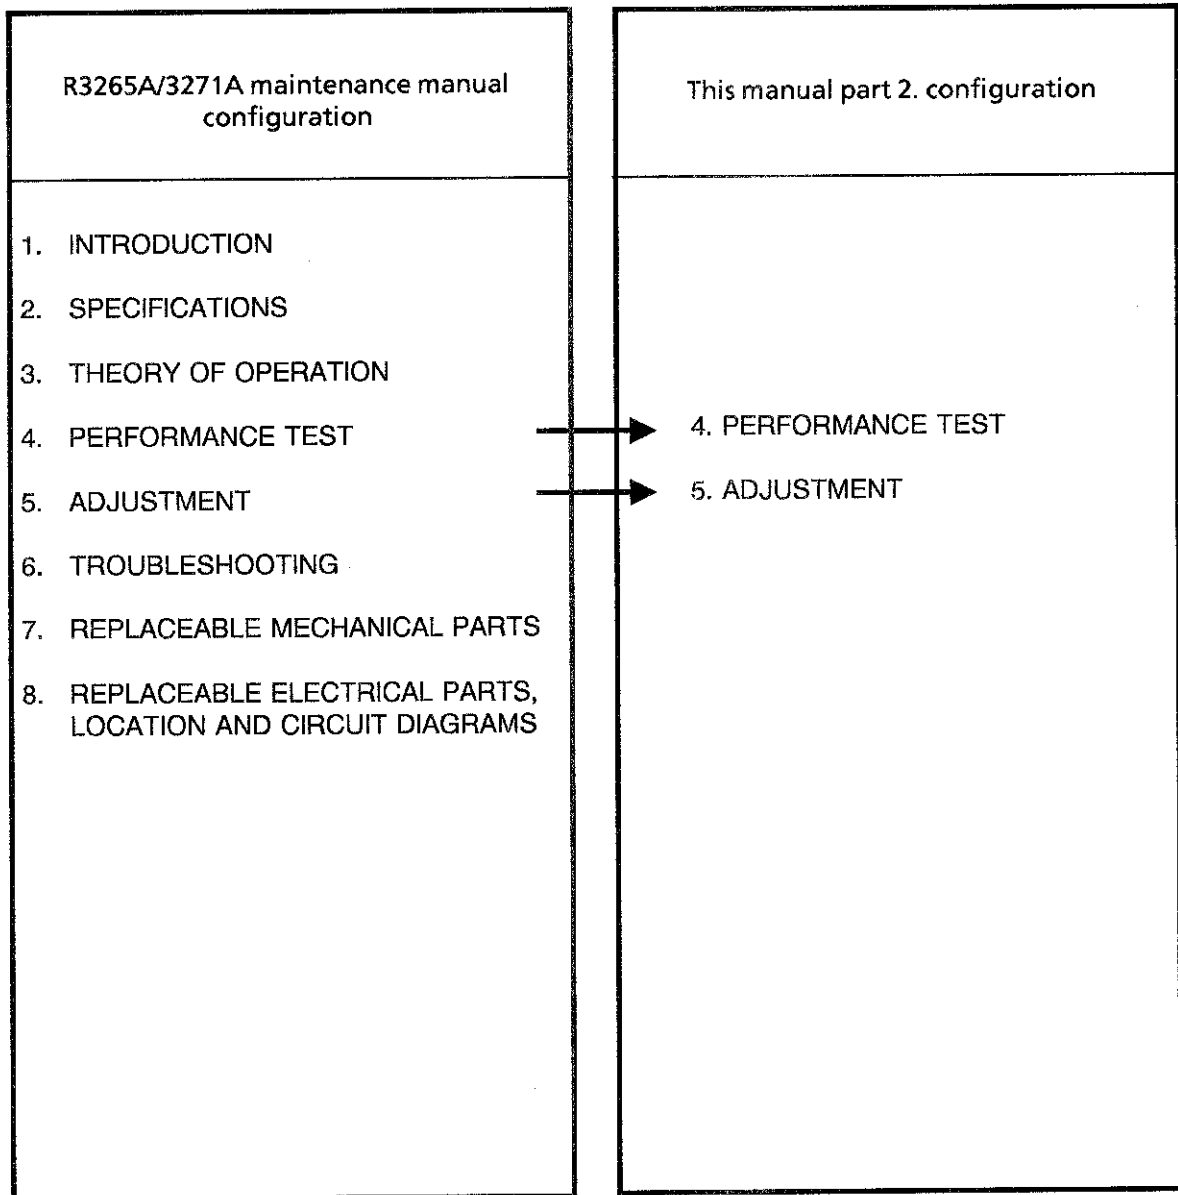 R3265A/3271A maintenance manual
configuration
1. INTRODUCTION
2. SPECIFICATIONS
3. THEORY OF OPERATION
4. PERFORMANCE TEST
5. ADJUSTMENT
6. TROUBLESHOOTING
7. REPLACEABLE MECHANICAL PARTS
8. REPLACEABLE ELECTRICAL PARTS,
LOCATION AND CIRCUIT DIAGRAMS
This manual part 2. configuration
4. PERFORMANCE TEST
5. ADJUSTMENT